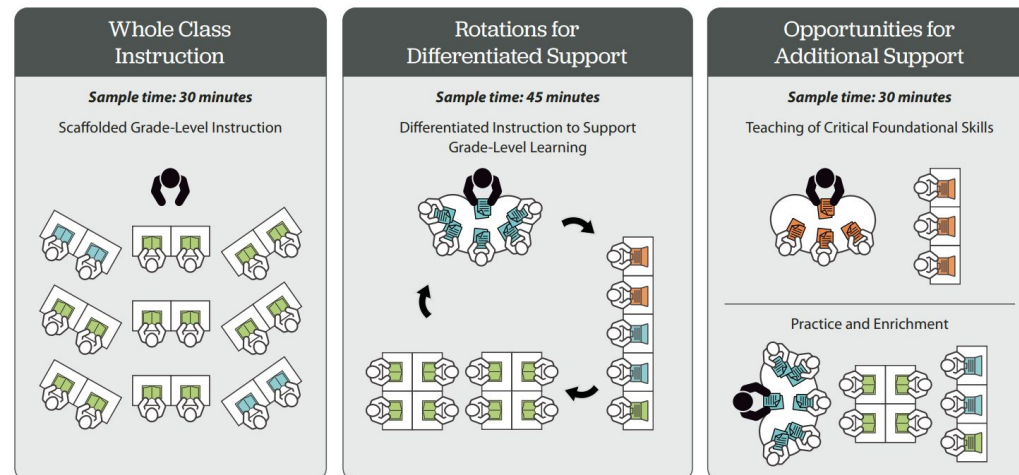 Whole Class
Instruction
Sample time: 30 minutes
Scaffolded Grade-Level Instruction
Rotations for
Differentiated Support
Sample time: 45 minutes
Differentiated Instruction to Support
Grade-Level Learning
Opportunities for
Additional Support
Sample time: 30 minutes
Teaching of Critical Foundational Skills
Practice and Enrichment